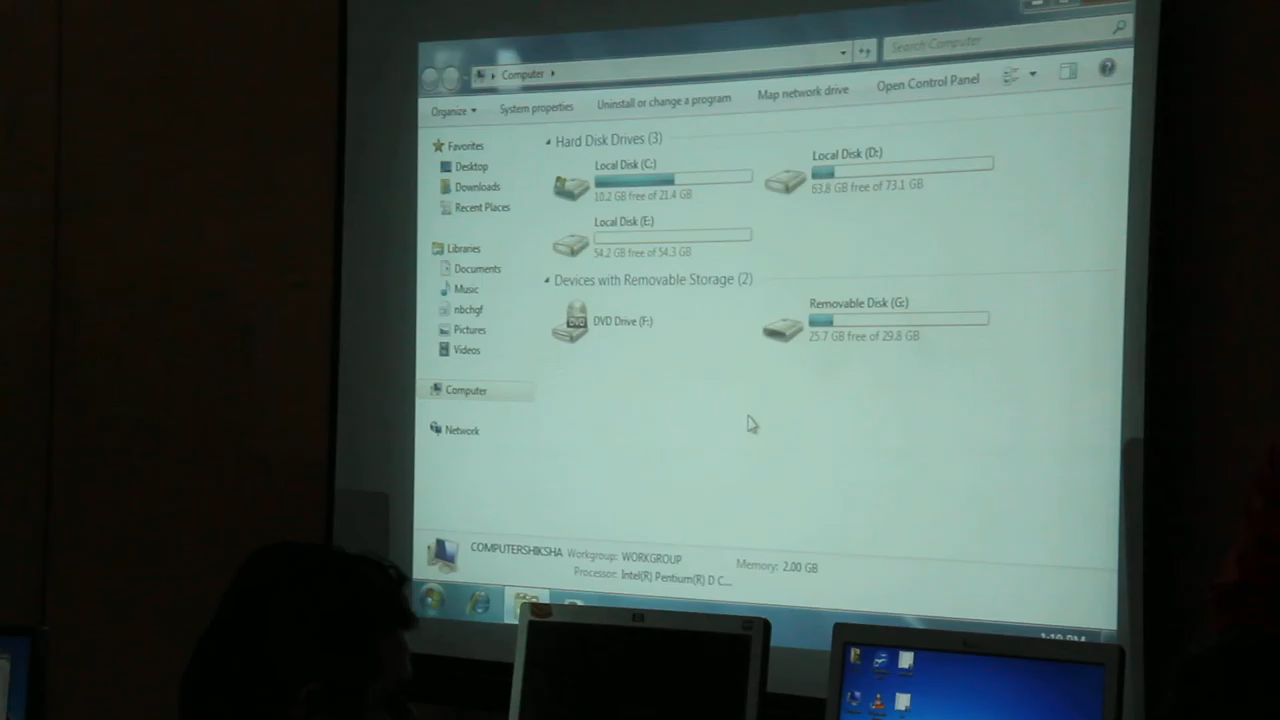 Computer
Search Computer
Organize
System properties
Uninstall or change a program
Map network drive
Open Control Panel
Favorites
Desktop
Downloads
Recent Places
Libraries
Documents
Music
nbchgf
Pictures
Videos
Computer
Network
Hard Disk Drives (3)
Local Disk (C:)
10.2 GB free of 21.4 GB
Local Disk (D:)
63.8 GB free of 73.1 GB
Local Disk (E:)
54.2 GB free of 54.3 GB
Devices with Removable Storage (2)
DVD
DVD Drive (F:)
Removable Disk (G:)
25.7 GB free of 29.8 GB
COMPUTERSHIKSHA Workgroup: WORKGROUP
Memory: 2.00 GB
Processor: Intel(R) Pentium(R) D C...
hp